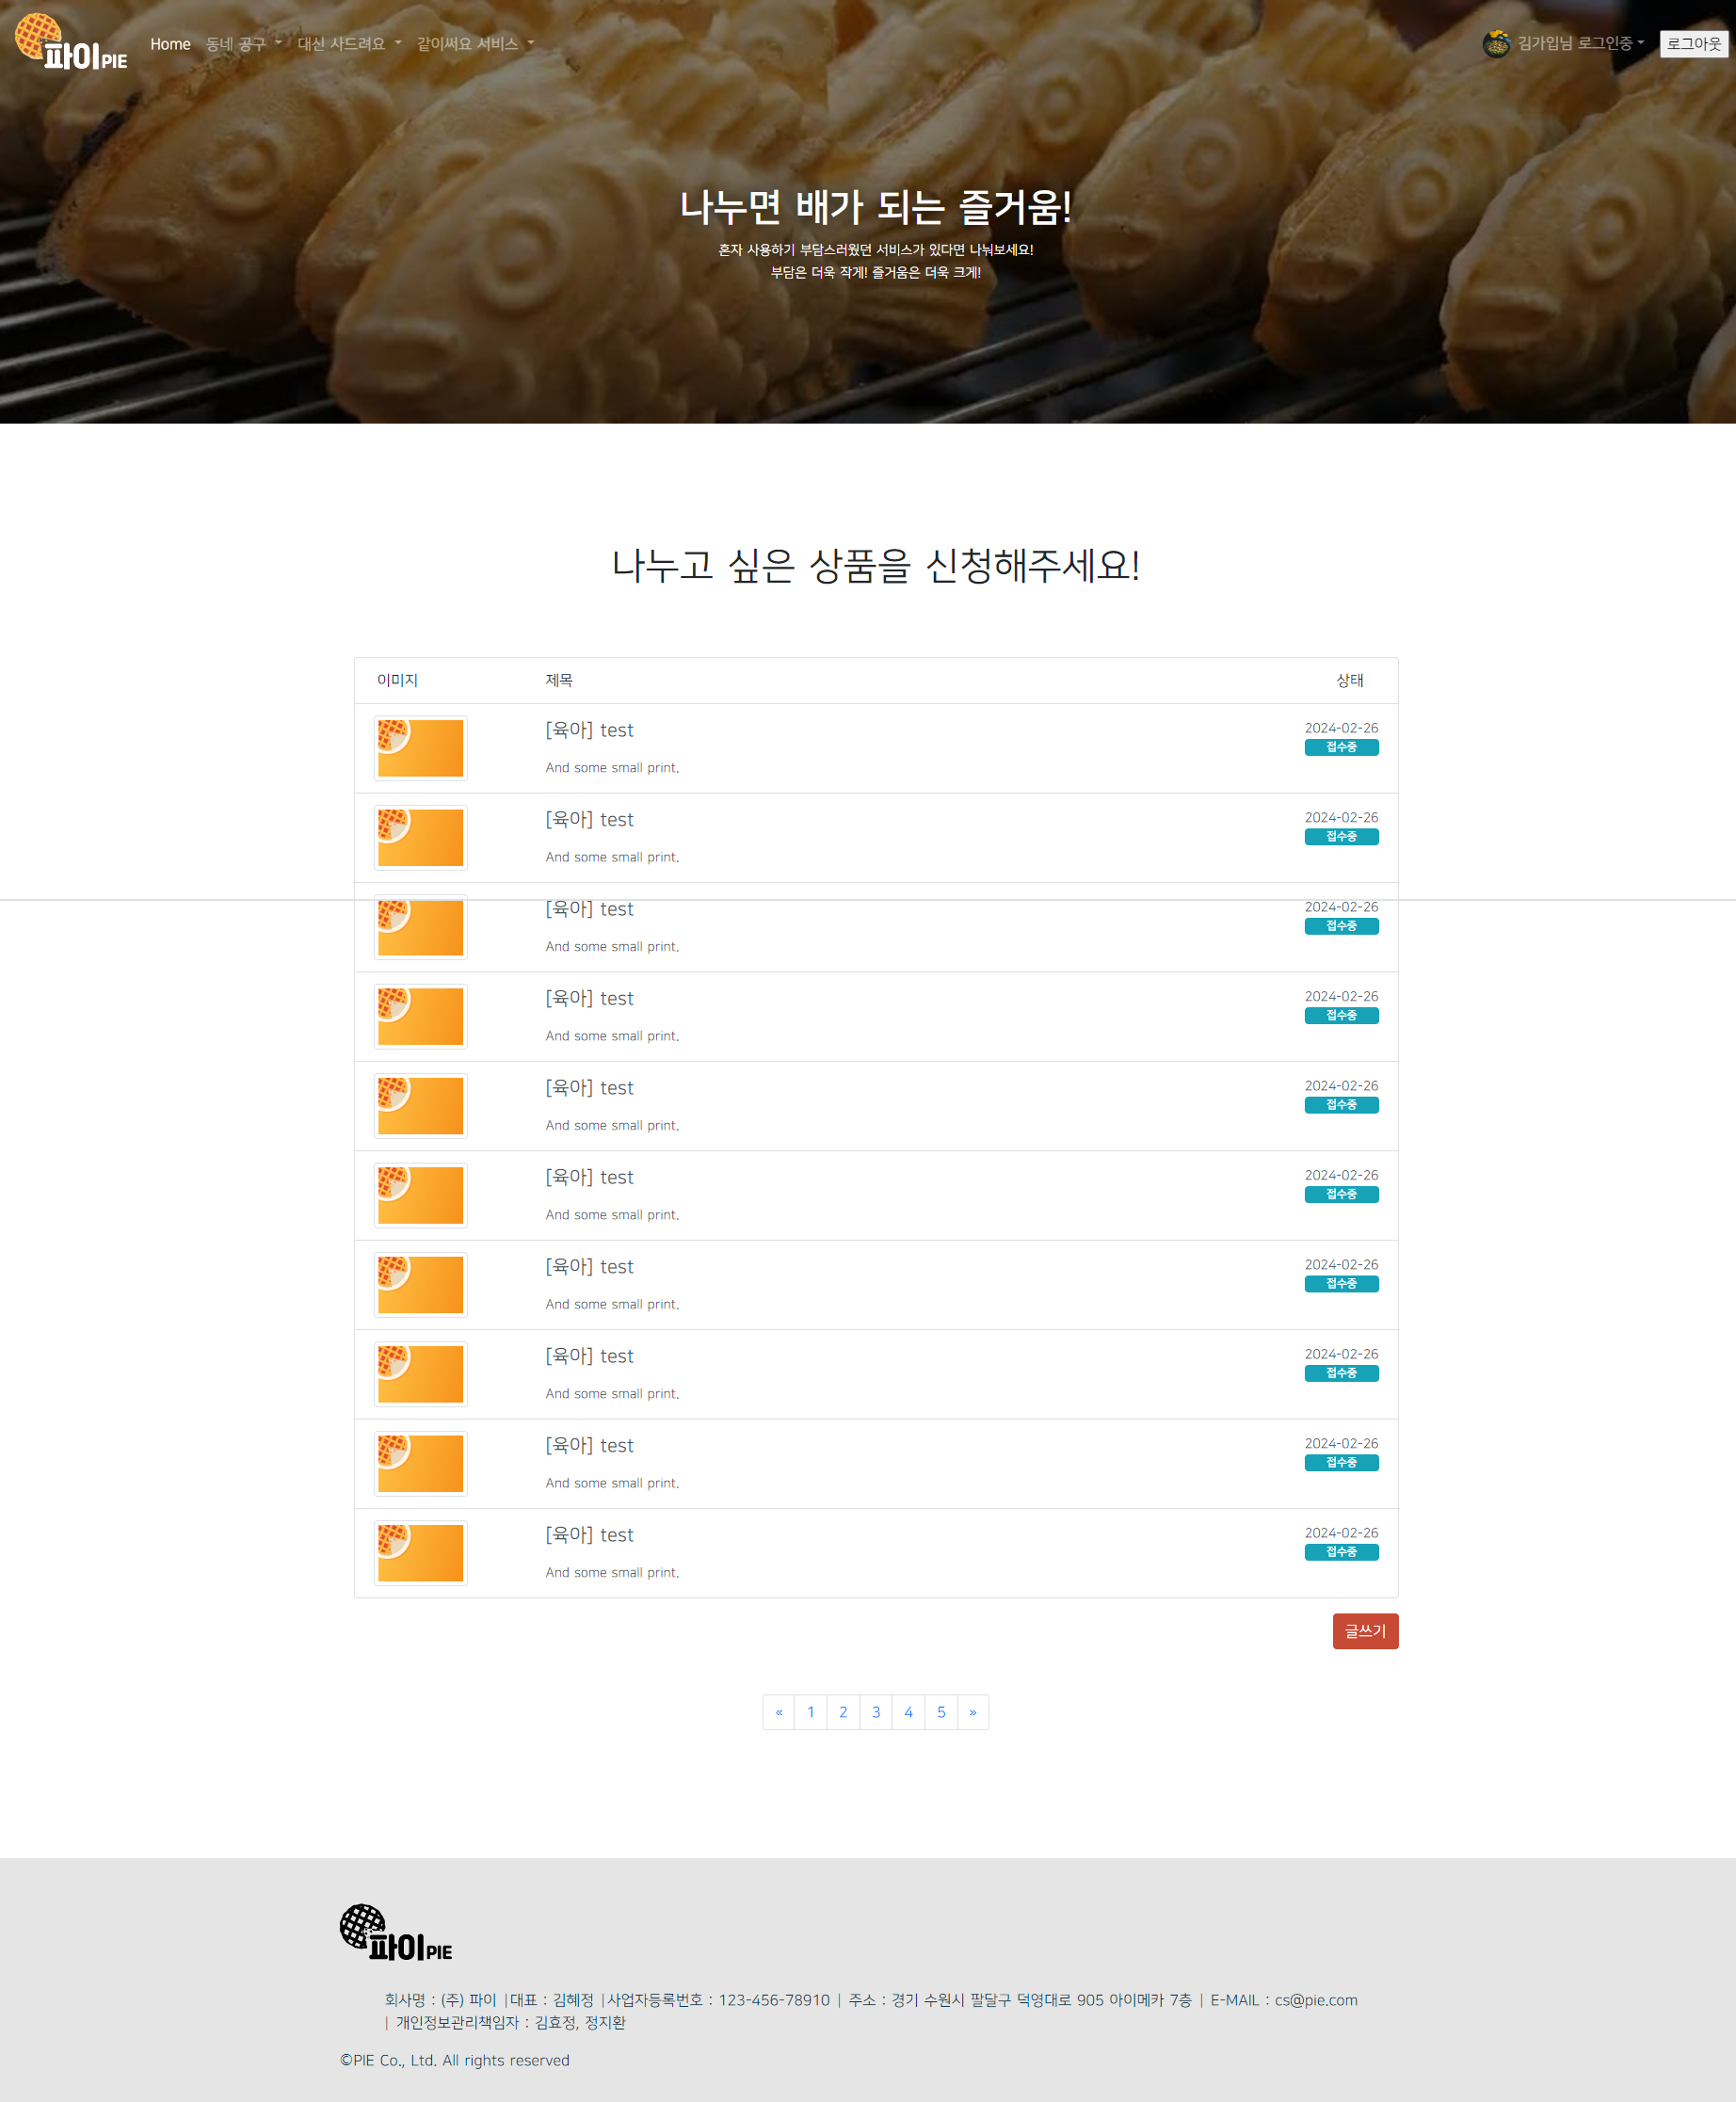 파이 PIE
Home 동네 공구 대신 사드려요 같이써요 서비스 김가입님 로그인중 로그아웃
나누면 배가 되는 즐거움!
혼자 사용하기 부담스러웠던 서비스가 있다면 나눠보세요!
부담은 더욱 작게! 즐거움은 더욱 크게!
나누고 싶은 상품을 신청해주세요!
이미지 제목 상태
[육아] test 2024-02-26
접수중
And some small print.
[육아] test 2024-02-26
접수중
And some small print.
[육아] test 2024-02-26
접수중
And some small print.
[육아] test 2024-02-26
접수중
And some small print.
[육아] test 2024-02-26
접수중
And some small print.
[육아] test 2024-02-26
접수중
And some small print.
[육아] test 2024-02-26
접수중
And some small print.
[육아] test 2024-02-26
접수중
And some small print.
[육아] test 2024-02-26
접수중
And some small print.
[육아] test 2024-02-26
접수중
And some small print.
글쓰기
« 1 2 3 4 5 »
파이 PIE
회사명 : (주) 파이 |대표 : 김혜정 |사업자등록번호 : 123-456-78910 | 주소 : 경기 수원시 팔달구 덕영대로 905 아이메카 7층 | E-MAIL : cs@pie.com
| 개인정보관리책임자 : 김효정, 정지환
©PIE Co., Ltd. All rights reserved